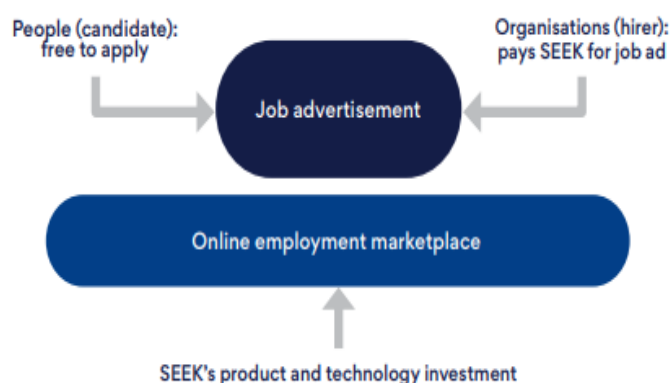 People (candidate):
free to apply
Organisations (hirer):
pays SEEK for job ad
Job advertisement
Online employment marketplace
SEEK's product and technology investment